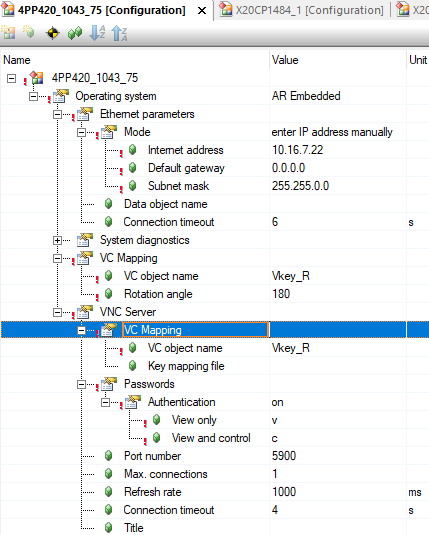 4PP420_1043_75 [Configuration] X X20CP1484_1 [Configuration] X20
Name Value Unit
4PP420_1043_75
Operating system AR Embedded
Ethernet parameters
Mode enter IP address manually
Internet address 10.16.7.22
Default gateway 0.0.0.0
Subnet mask 255.255.0.0
Data object name
Connection timeout 6 s
System diagnostics
VC Mapping
VC object name Vkey_R
Rotation angle 180
VNC Server
VC Mapping
VC object name Vkey_R
Key mapping file
Passwords
Authentication on
View only v
View and control c
Port number 5900
Max. connections 1
Refresh rate 1000 ms
Connection timeout 4 s
Title